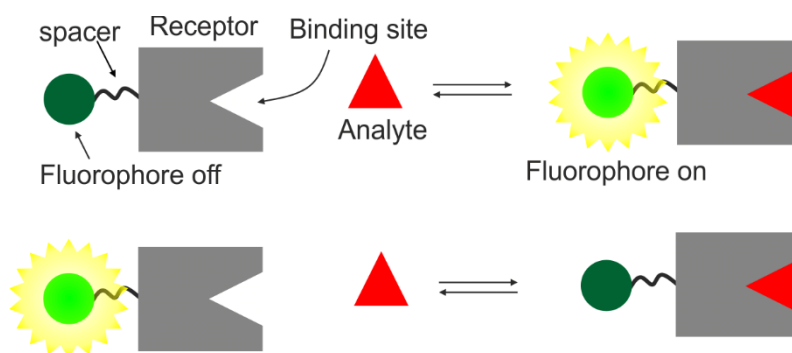 spacer
Receptor
Binding site
Analyte
Fluorophore off
Fluorophore on